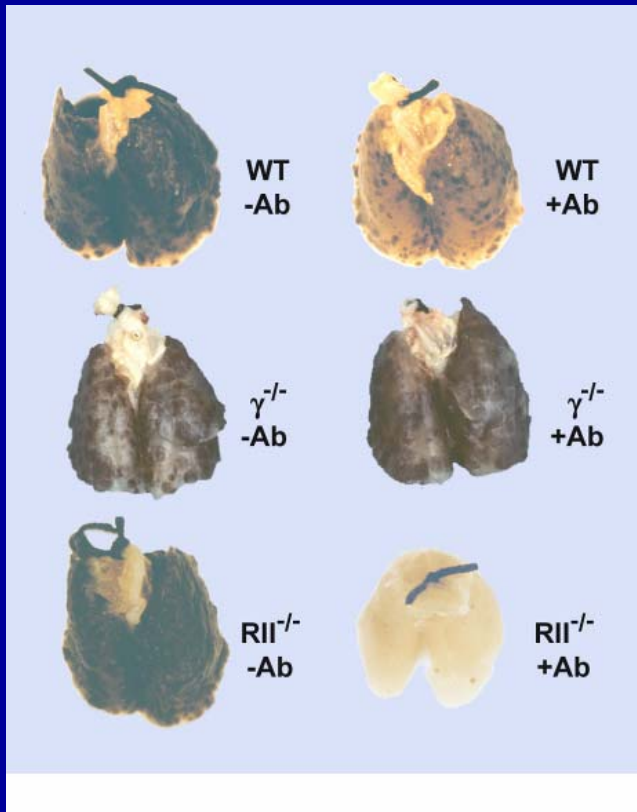 WT
-Ab
WT
+Ab
γ-/-
-Ab
γ-/-
+Ab
RII-/-
-Ab
RII-/-
+Ab